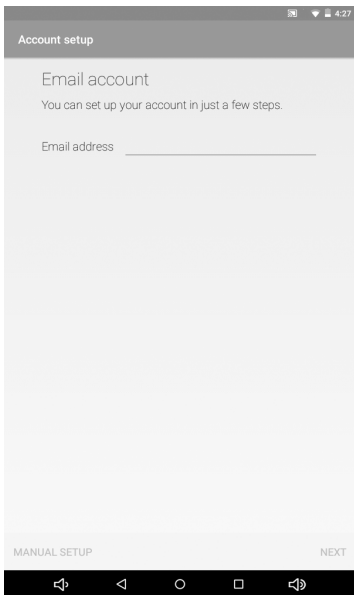 4:27
Account setup
Email account
You can set up your account in just a few steps.
Email address
MANUAL SETUP NEXT